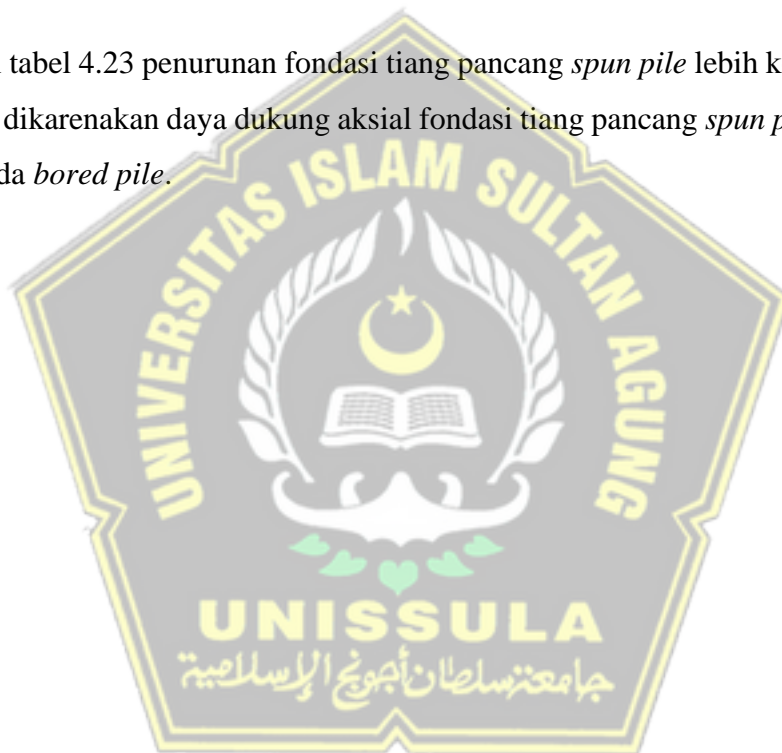 tabel 4.23 penurunan fondasi tiang pancang spun pile lebih k
dikarenakan daya dukung aksial fondasi tiang pancang spun p
da bored pile.
UNIVERSITAS ISLAM SULTAN AGUNG
UNISSULA
جامعة سلطان أجونج الإسلامية